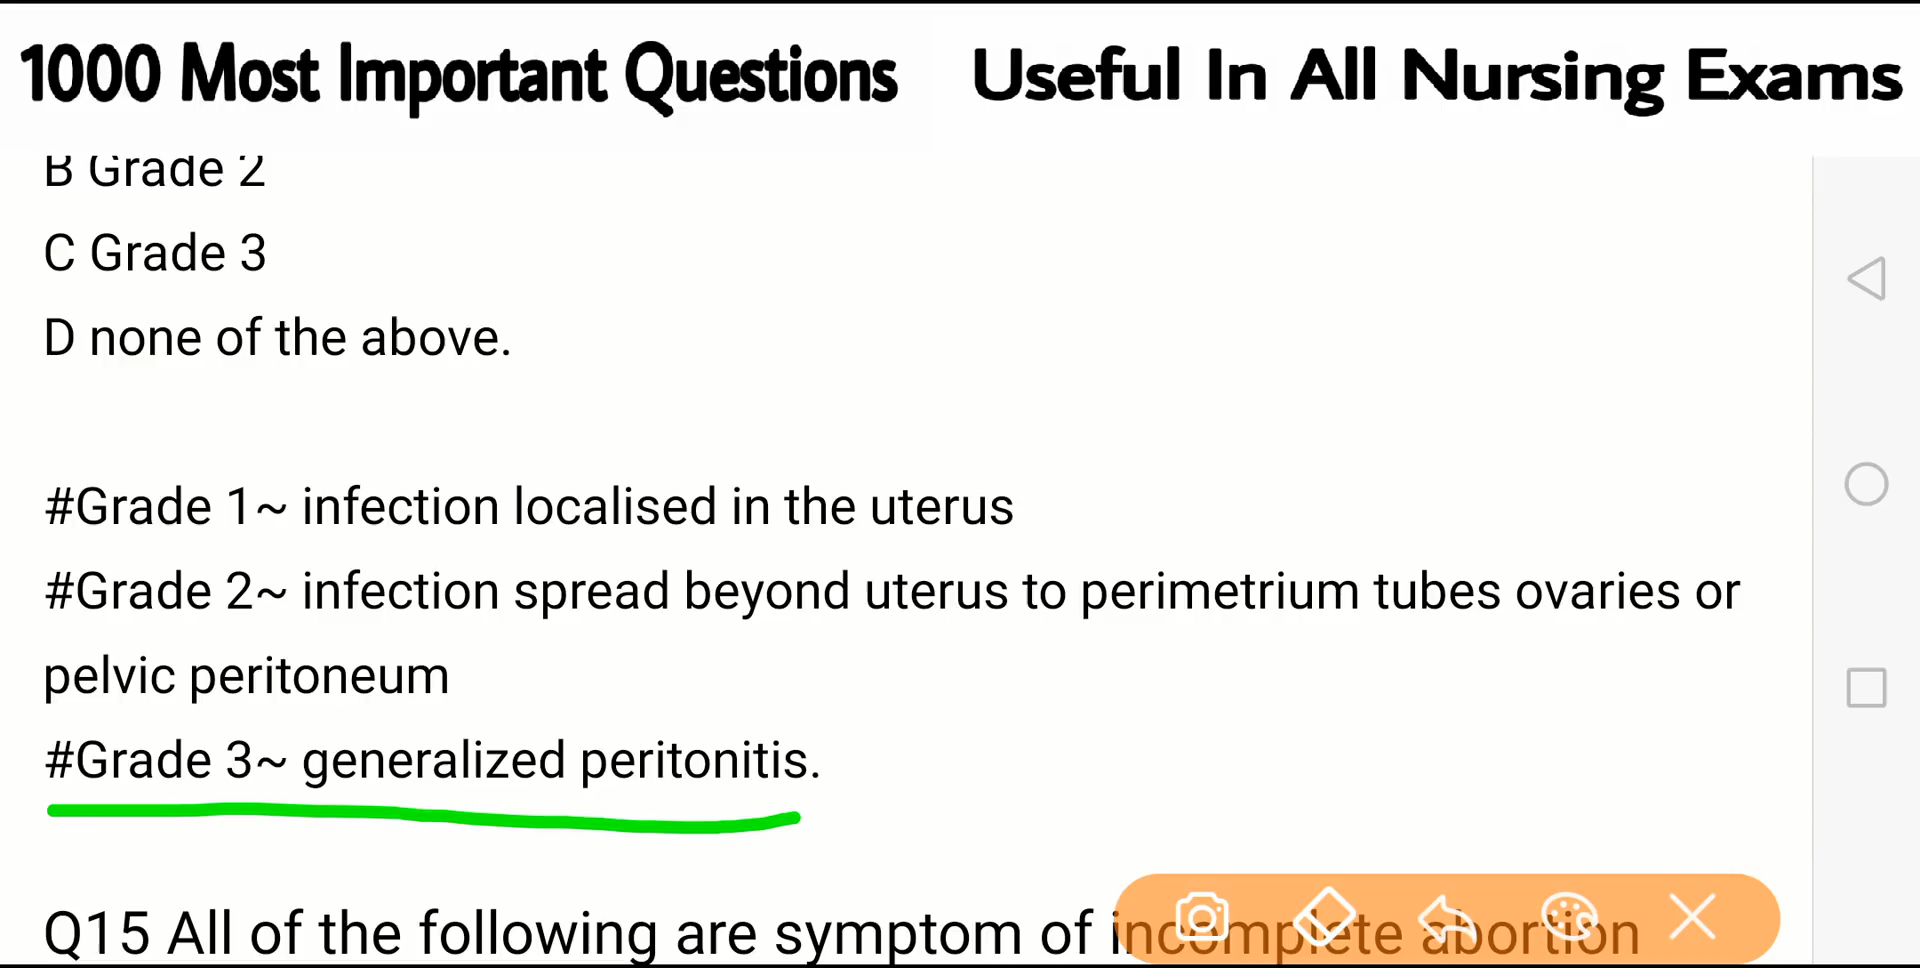 1000 Most Important Questions Useful In All Nursing Exams
B Grade 2
C Grade 3
D none of the above.
#Grade 1~ infection localised in the uterus
#Grade 2~ infection spread beyond uterus to perimetrium tubes ovaries or
pelvic peritoneum
#Grade 3~ generalized peritonitis.
Q15 All of the following are symptom of incomplete abortion